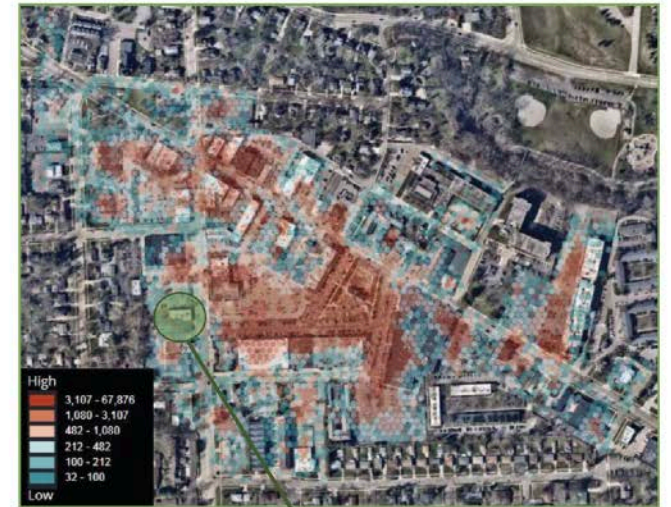 High
3,107 - 67,876
1,080 - 3,107
482 - 1,080
212 - 482
100 - 212
32 - 100
Low